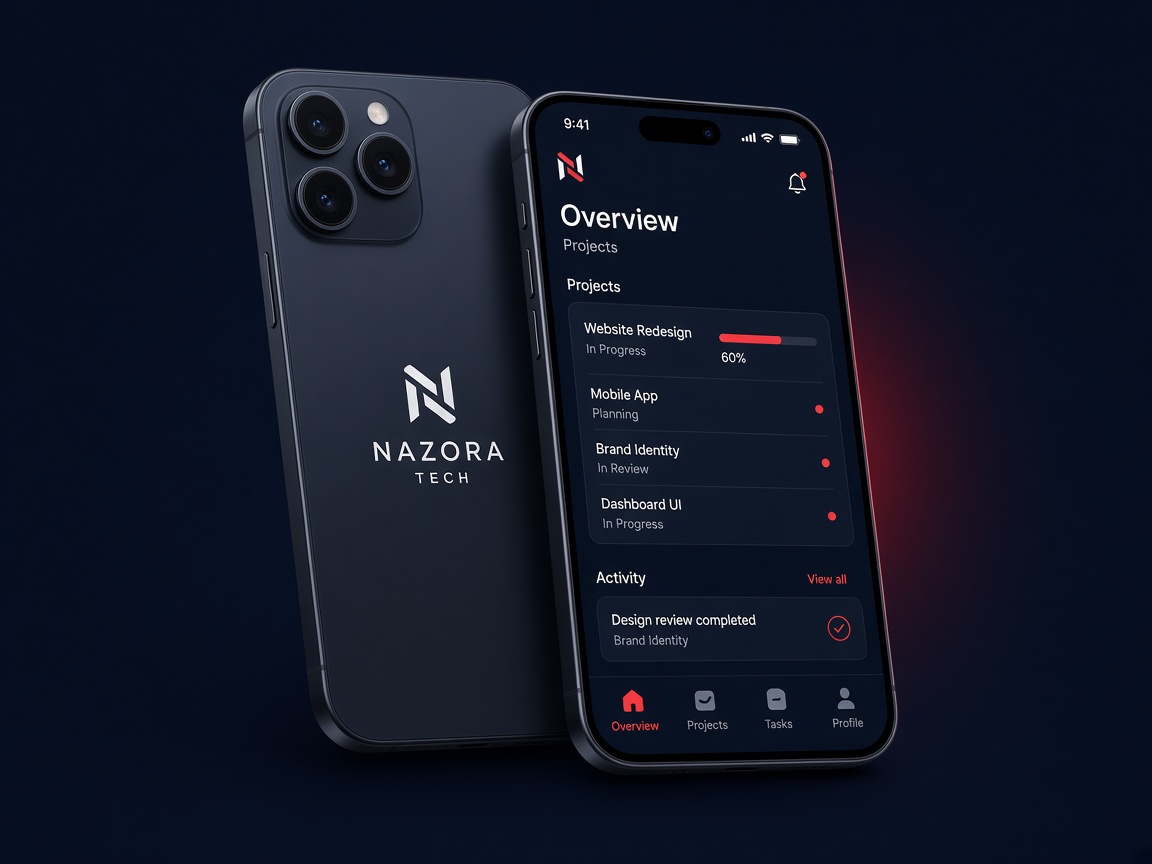 NAZORA
TECH
9:41
Overview
Projects
Projects
Website Redesign
In Progress
60%
Mobile App
Planning
Brand Identity
In Review
Dashboard UI
In Progress
Activity
View all
Design review completed
Brand Identity
Overview
Projects
Tasks
Profile